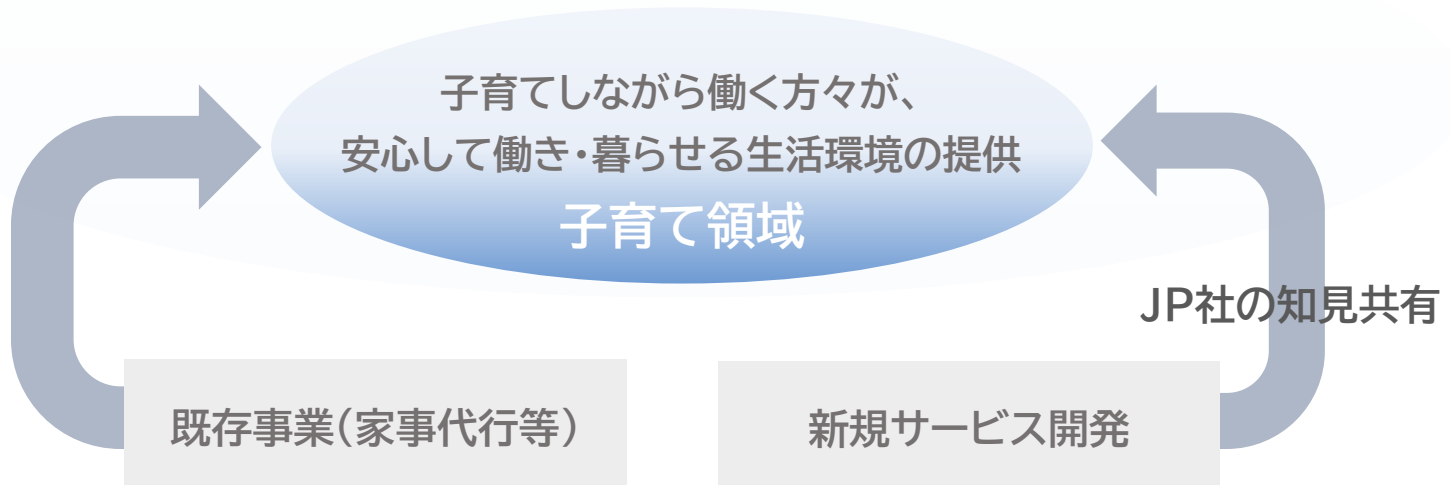 子育てしながら働く方々が、
安心して働き・暮らせる生活環境の提供
子育て領域
JP社の知見共有
既存事業(家事代行等)
新規サービス開発